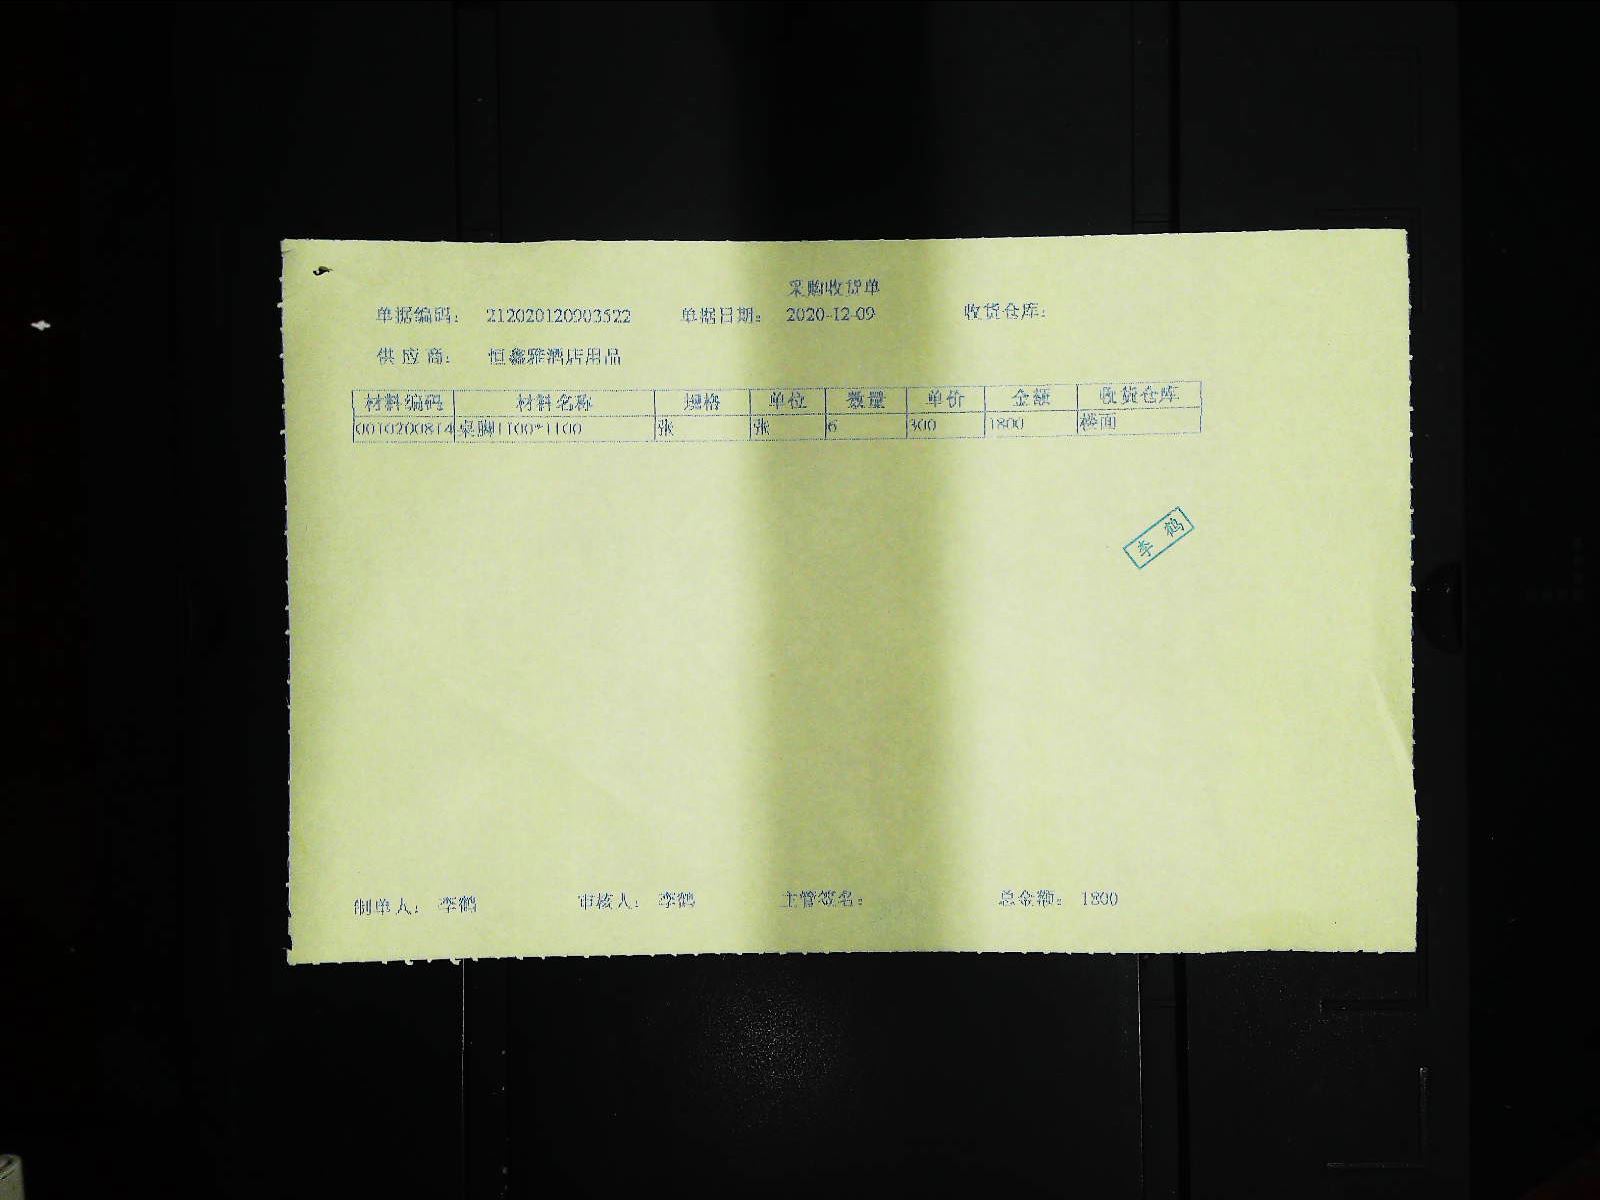 采购收货单
单据编码: 212020120903522 单据日期: 2020-12-09 收货仓库:
供应商: 恒鑫雅酒店用品
材料编码 材料名称 规格 单位 数量 单价 金额 收货仓库
0010200814 桌脚1100*1100 张 张 6 300 1800 楼面
李鹤
制单人: 李鹤 审核人: 李鹤 主管签名: 总金额: 1800